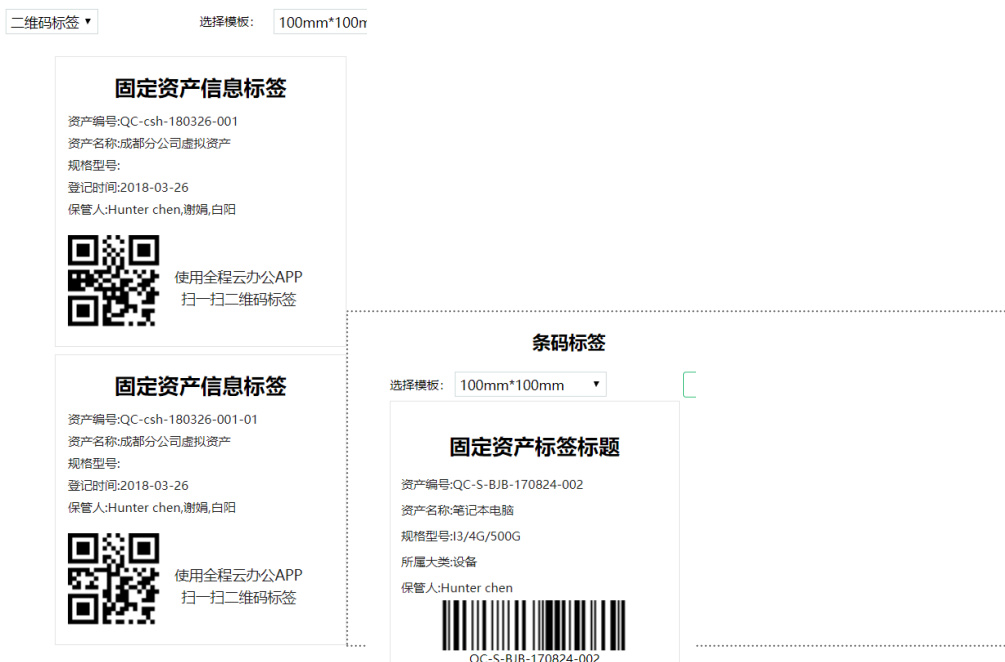 二维码标签
选择模板:
100mm*100m
固定资产信息标签
资产编号:QC-csh-180326-001
资产名称:成都分公司虚拟资产
规格型号:
登记时间:2018-03-26
保管人:Hunter chen,谢娟,白阳
使用全程云办公APP
扫一扫二维码标签
固定资产信息标签
资产编号:QC-csh-180326-001-01
资产名称:成都分公司虚拟资产
规格型号:
登记时间:2018-03-26
保管人:Hunter chen,谢娟,白阳
使用全程云办公APP
扫一扫二维码标签
条码标签
选择模板:
100mm*100mm
固定资产标签标题
资产编号:QC-S-BJB-170824-002
资产名称:笔记本电脑
规格型号:I3/4G/500G
所属大类:设备
保管人:Hunter chen
QC-S-BJB-170824-002